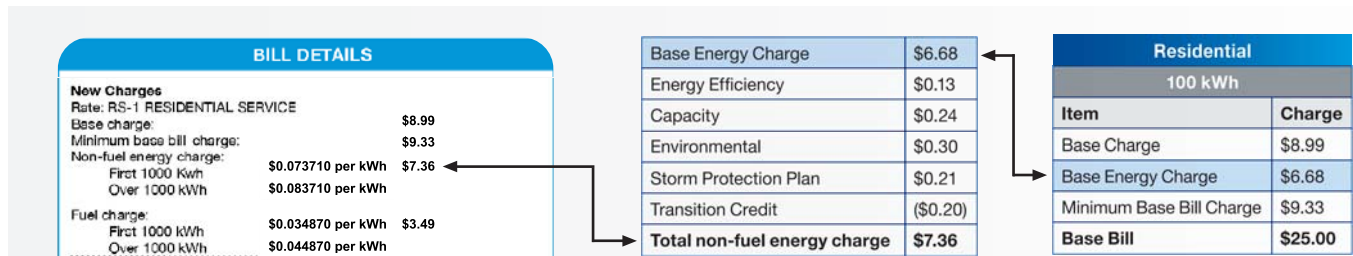 BILL DETAILS
New Charges
Rate: RS-1 RESIDENTIAL SERVICE
Base charge: $8.99
Minimum base bill charge: $9.33
Non-fuel energy charge:
First 1000 Kwh $0.073710 per kWh $7.36
Over 1000 kWh $0.083710 per kWh
Fuel charge:
First 1000 kWh $0.034870 per kWh $3.49
Over 1000 kWh $0.044870 per kWh
Base Energy Charge $6.68
Energy Efficiency $0.13
Capacity $0.24
Environmental $0.30
Storm Protection Plan $0.21
Transition Credit ($0.20)
Total non-fuel energy charge $7.36
Residential
100 kWh
Item Charge
Base Charge $8.99
Base Energy Charge $6.68
Minimum Base Bill Charge $9.33
Base Bill $25.00